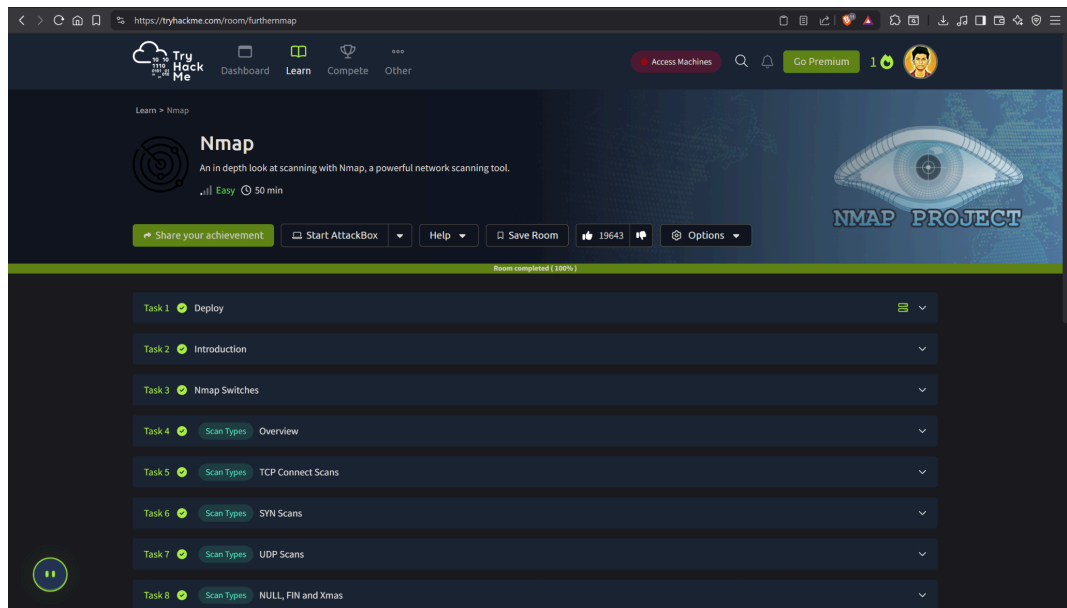 https://tryhackme.com/room/furthernmap
Try
Hack
Me
Dashboard
Learn
Compete
Other
Access Machines
Go Premium
1
Learn > Nmap
Nmap
An in depth look at scanning with Nmap, a powerful network scanning tool.
Easy 50 min
NMAP PROJECT
Share your achievement
Start AttackBox
Help
Save Room
19643
Options
Room completed ( 100% )
Task 1 Deploy
Task 2 Introduction
Task 3 Nmap Switches
Task 4 Scan Types Overview
Task 5 Scan Types TCP Connect Scans
Task 6 Scan Types SYN Scans
Task 7 Scan Types UDP Scans
Task 8 Scan Types NULL, FIN and Xmas